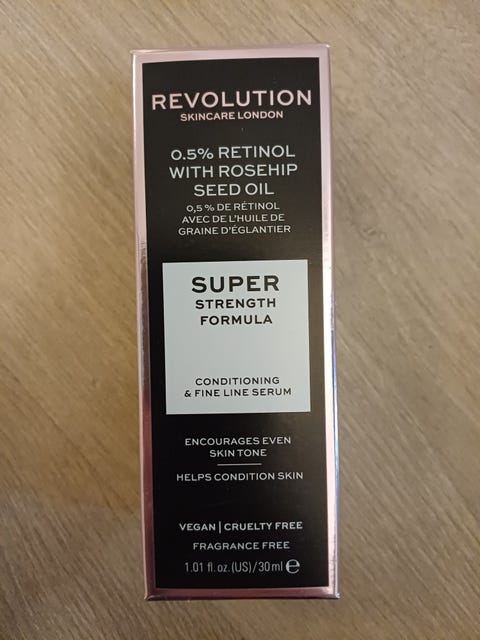 REVOLUTION
SKINCARE LONDON
0.5% RETINOL
WITH ROSEHIP
SEED OIL
0,5 % DE RÉTINOL
AVEC DE L'HUILE DE
GRAINE D'ÉGLANTIER
SUPER
STRENGTH
FORMULA
CONDITIONING
& FINE LINE SERUM
ENCOURAGES EVEN
SKIN TONE
HELPS CONDITION SKIN
VEGAN | CRUELTY FREE
FRAGRANCE FREE
1.01 fl. oz. (US) / 30ml ℮